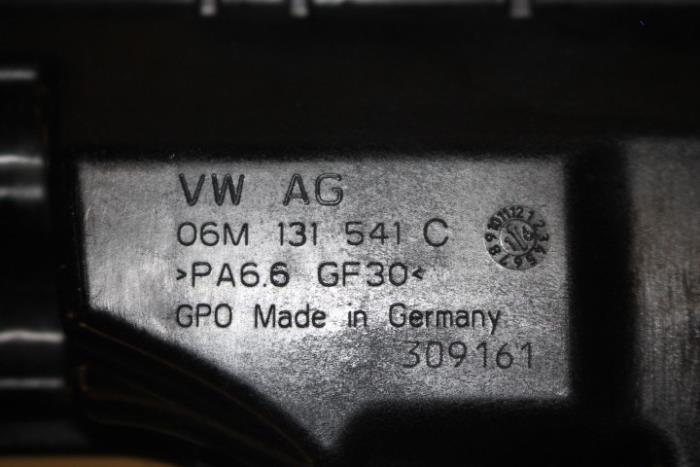 VW AG
06M 131 541 C
>PA6.6 GF30<
GPO Made in Germany
309161